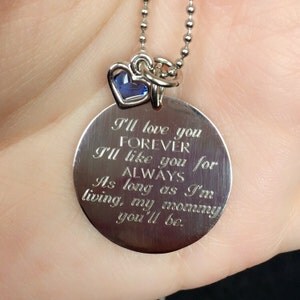 I'll love you
FOREVER
I'll like you for
ALWAYS
As long as I'm
living, my mommy
you'll be.